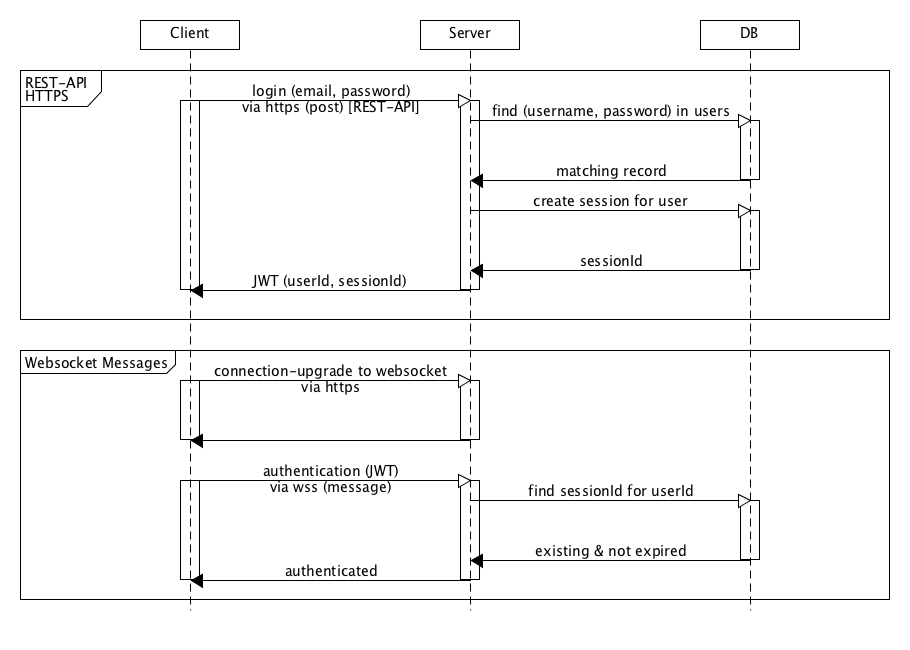 Client
Server
DB
REST-API
HTTPS
login (email, password)
via https (post) [REST-API]
find (username, password) in users
matching record
create session for user
sessionId
JWT (userId, sessionId)
Websocket Messages
connection-upgrade to websocket
via https
authentication (JWT)
via wss (message)
find sessionId for userId
existing & not expired
authenticated